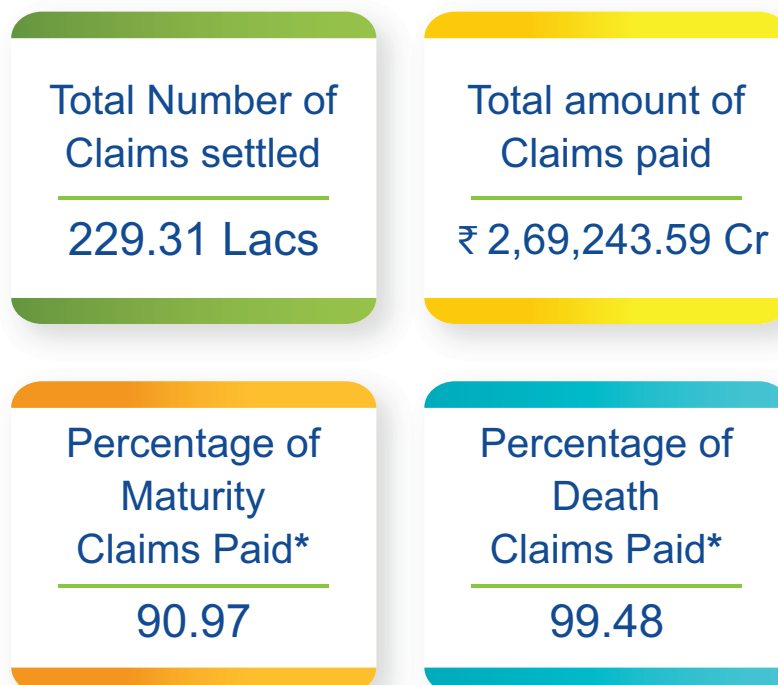 Total Number of
Claims settled
229.31 Lacs
Total amount of
Claims paid
₹ 2,69,243.59 Cr
Percentage of
Maturity
Claims Paid*
90.97
Percentage of
Death
Claims Paid*
99.48